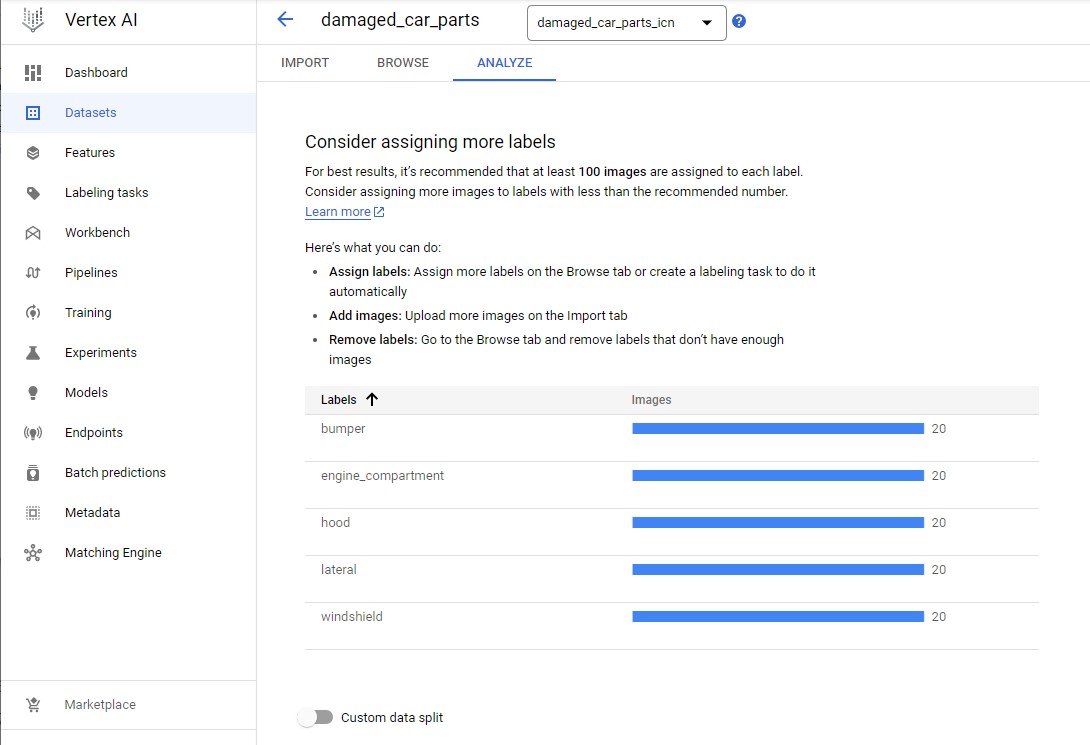 Vertex AI
damaged_car_parts
damaged_car_parts_icn
?
Dashboard
Datasets
Features
Labeling tasks
Workbench
Pipelines
Training
Experiments
Models
Endpoints
Batch predictions
Metadata
Matching Engine
Marketplace
IMPORT
BROWSE
ANALYZE
Consider assigning more labels
For best results, it's recommended that at least 100 images are assigned to each label.
Consider assigning more images to labels with less than the recommended number.
Learn more
Here's what you can do:
• Assign labels: Assign more labels on the Browse tab or create a labeling task to do it
automatically
• Add images: Upload more images on the Import tab
• Remove labels: Go to the Browse tab and remove labels that don't have enough
images
Labels Images
bumper 20
engine_compartment 20
hood 20
lateral 20
windshield 20
Custom data split